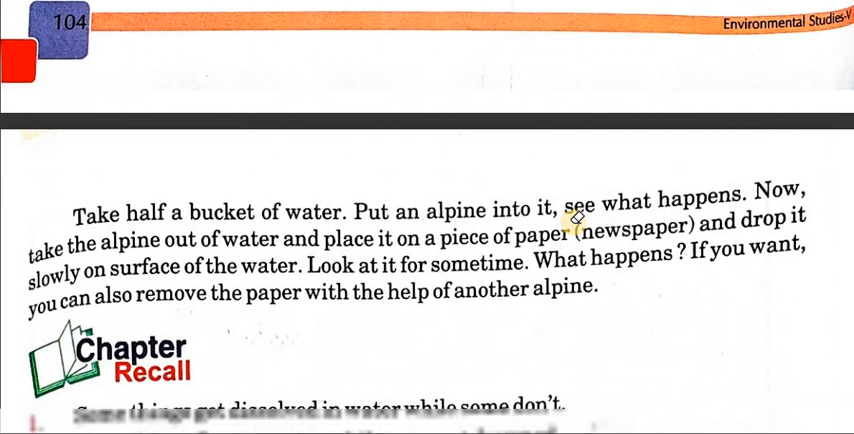 104
Environmental Studies-V
Take half a bucket of water. Put an alpine into it, see what happens. Now,
take the alpine out of water and place it on a piece of paper (newspaper) and drop it
slowly on surface of the water. Look at it for sometime. What happens ? If you want,
you can also remove the paper with the help of another alpine.
Chapter
Recall
1. Some things get dissolved in water while some don't.